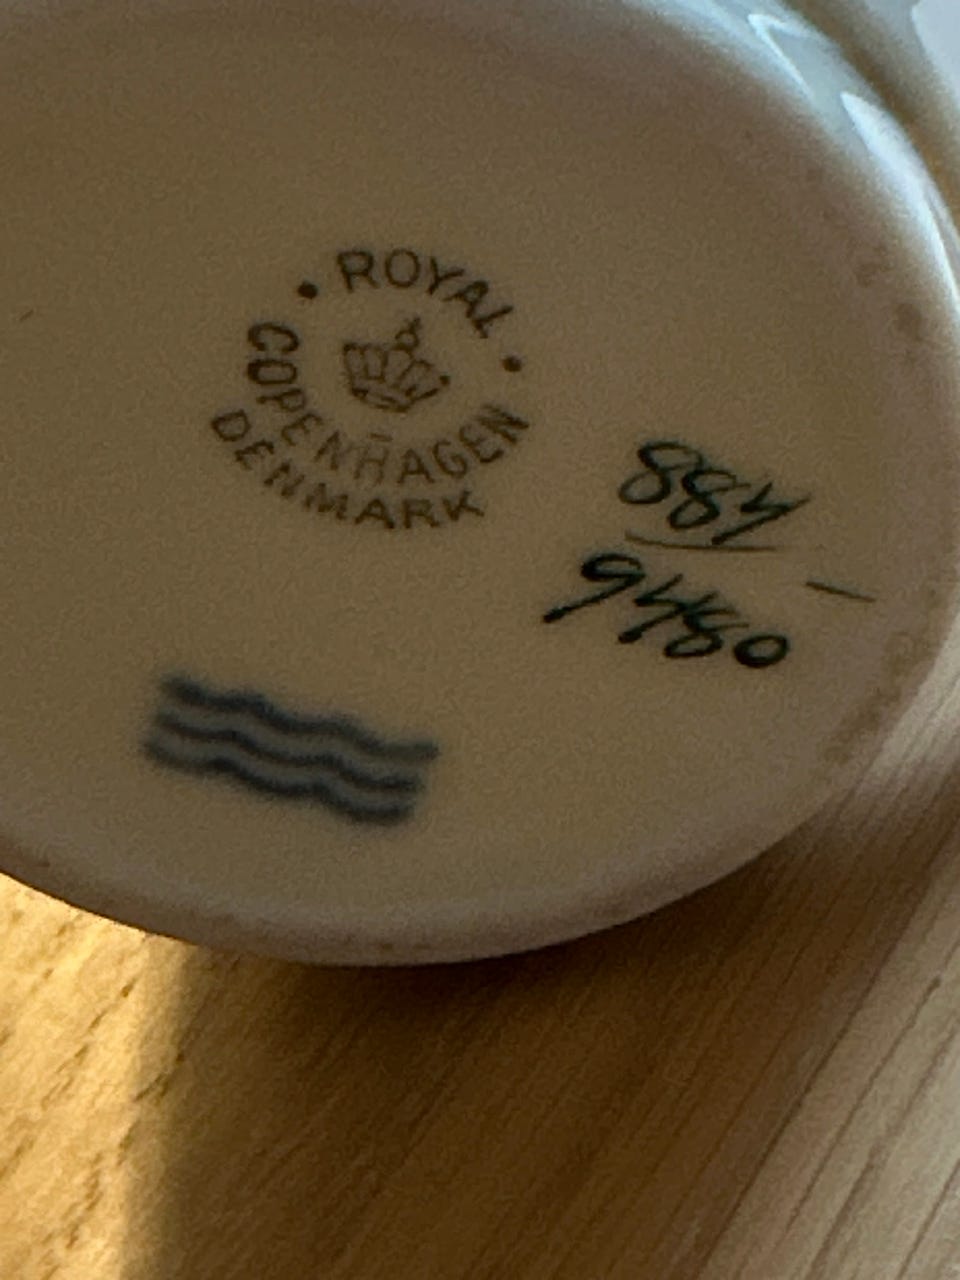 ROYAL
COPENHAGEN
DENMARK
884
9480